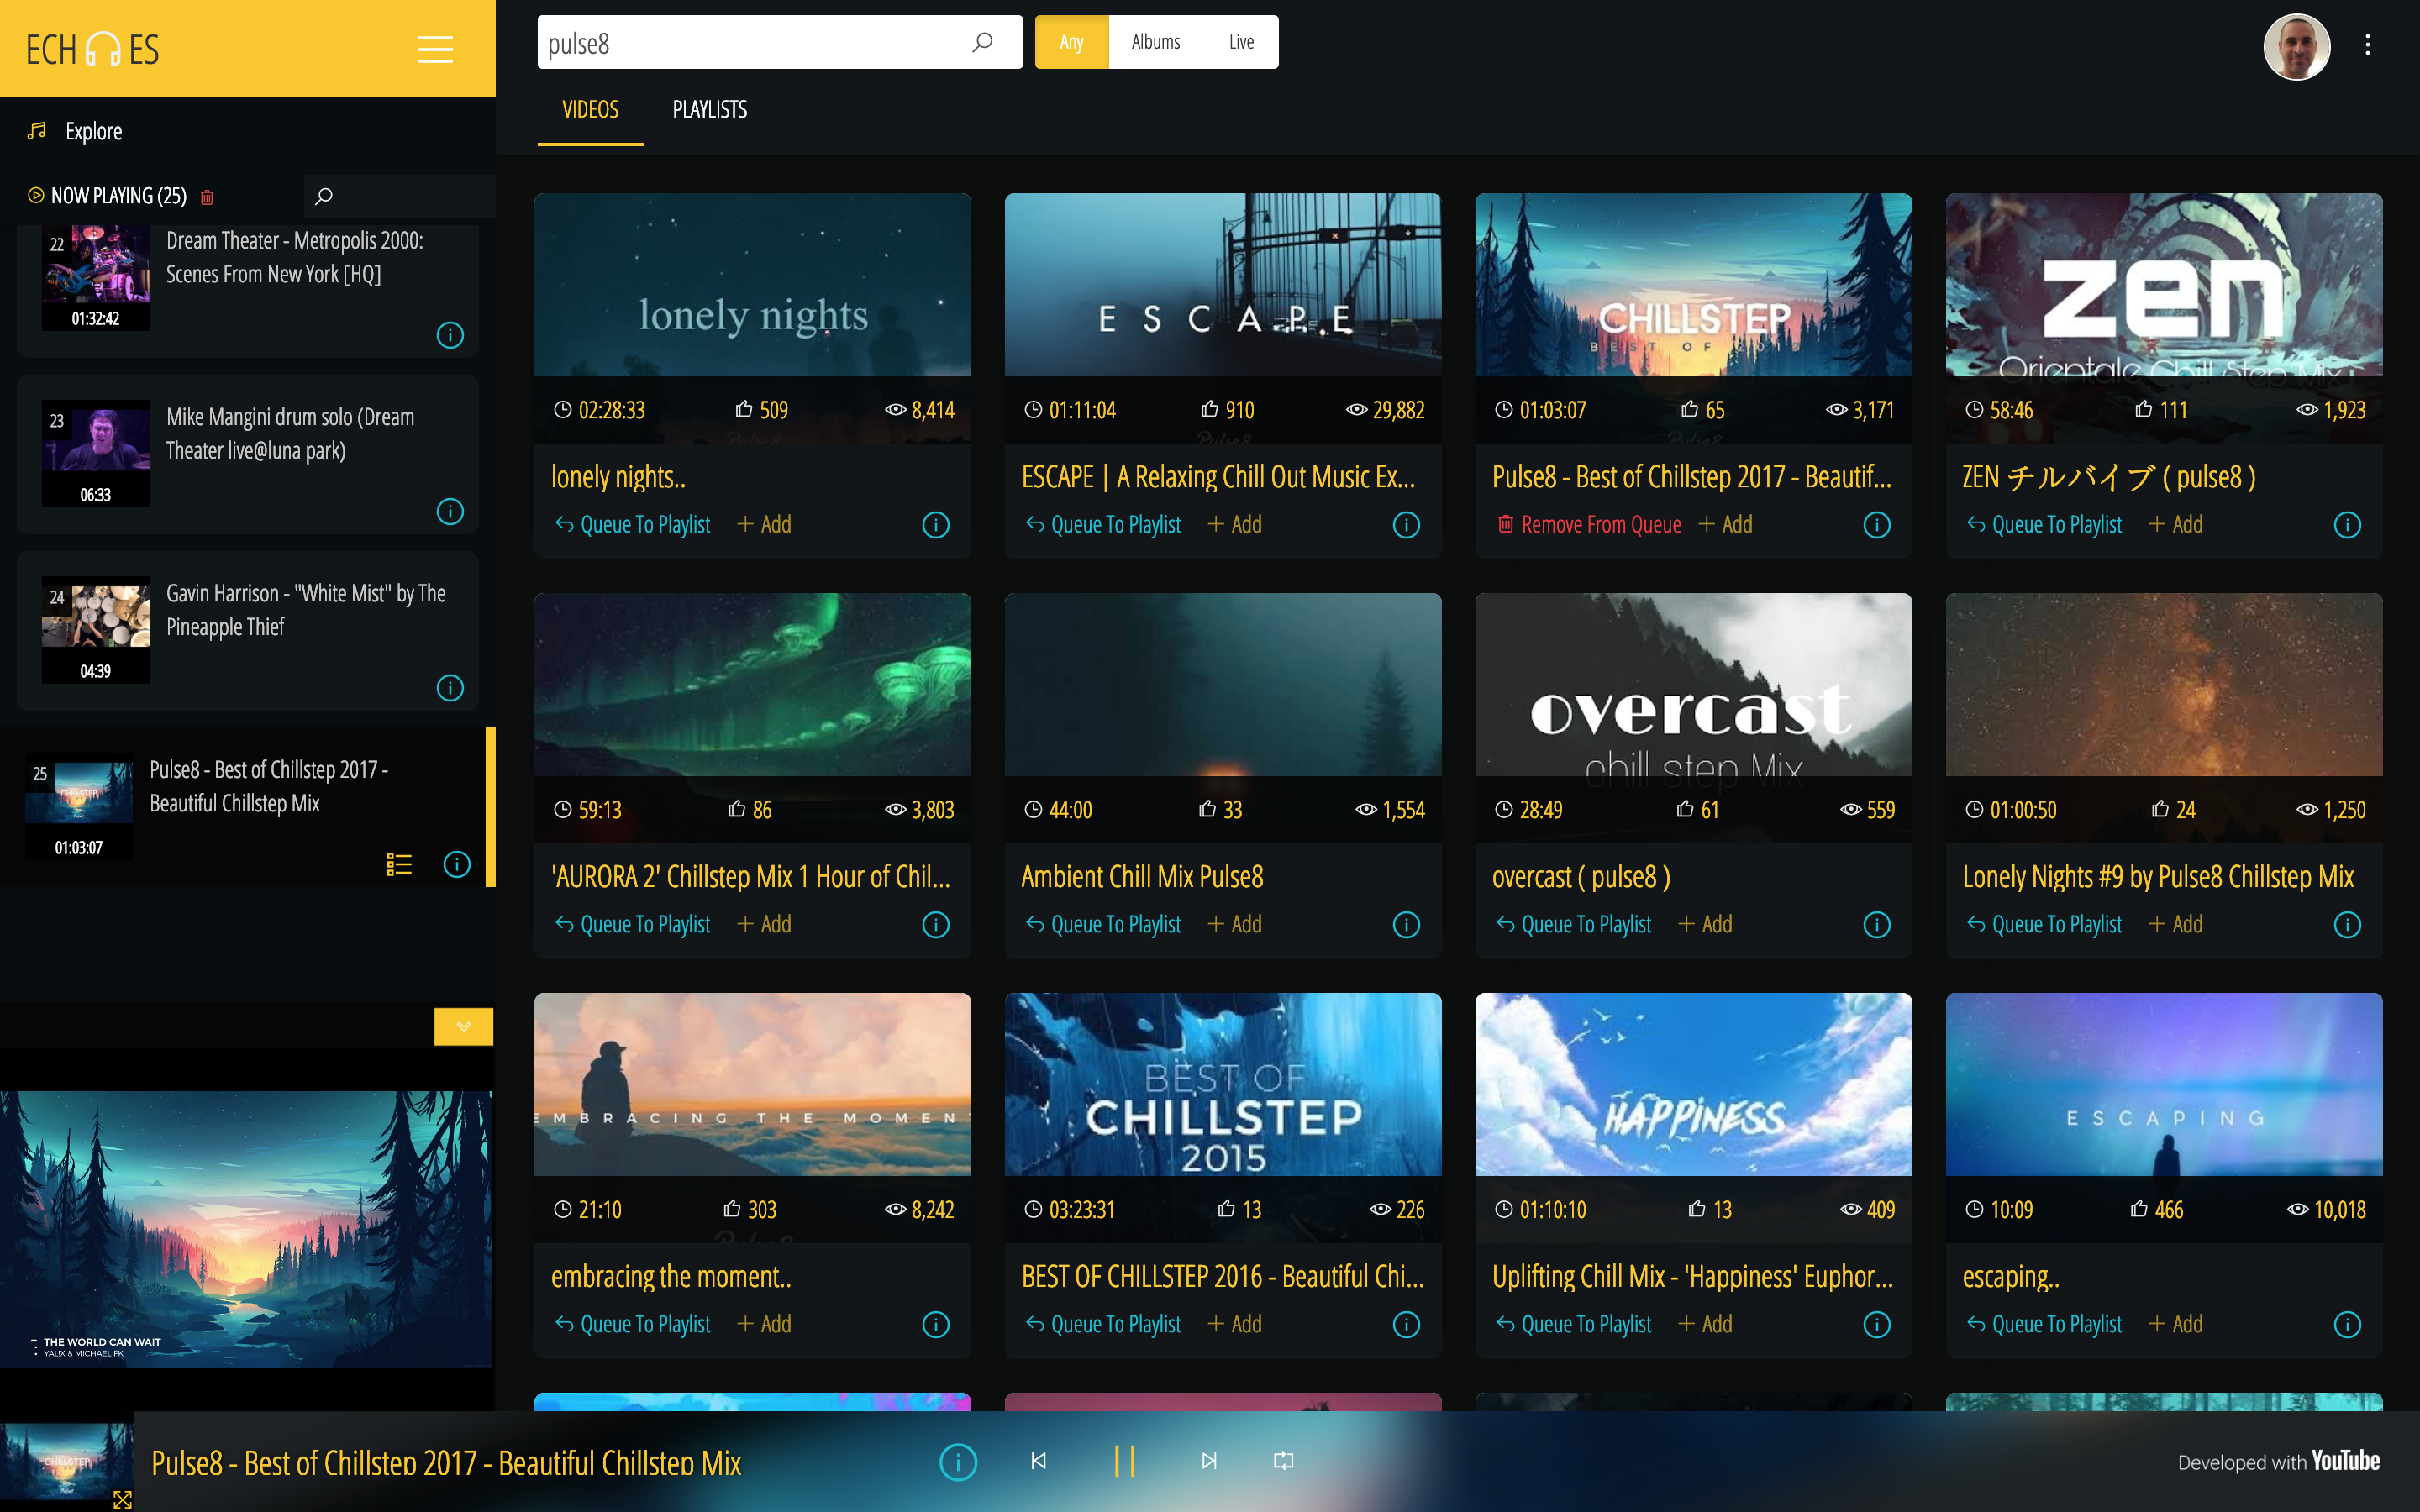 ECHOES
Explore
NOW PLAYING (25)
22
Dream Theater - Metropolis 2000:
Scenes From New York [HQ]
01:32:42
23
Mike Mangini drum solo (Dream
Theater live@luna park)
06:33
24
Gavin Harrison - "White Mist" by The
Pineapple Thief
04:39
25
Pulse8 - Best of Chillstep 2017 -
Beautiful Chillstep Mix
CHILLSTEP
01:03:07
THE WORLD CAN WAIT
YAUX & MICHAEL FK
pulse8
Any Albums Live
VIDEOS PLAYLISTS
lonely nights
02:28:33 509 8,414
Pulse8
lonely nights..
Queue To Playlist + Add
ESCAPE
01:11:04 910 29,882
Pulse8
ESCAPE | A Relaxing Chill Out Music Ex...
Queue To Playlist + Add
CHILLSTEP
BEST OF 2017
01:03:07 65 3,171
Pulse8
Pulse8 - Best of Chillstep 2017 - Beautif...
Remove From Queue + Add
zen
Orientale Chill Step Mix
58:46 111 1,923
ZEN チルバイブ ( pulse8 )
Queue To Playlist + Add
59:13 86 3,803
'AURORA 2' Chillstep Mix 1 Hour of Chil...
Queue To Playlist + Add
44:00 33 1,554
Ambient Chill Mix Pulse8
Queue To Playlist + Add
overcast
chill step Mix
28:49 61 559
overcast ( pulse8 )
Queue To Playlist + Add
01:00:50 24 1,250
Lonely Nights #9 by Pulse8 Chillstep Mix
Queue To Playlist + Add
EMBRACING THE MOMENT
21:10 303 8,242
Pulse8
embracing the moment..
Queue To Playlist + Add
BEST OF
CHILLSTEP
2015
03:23:31 13 226
BEST OF CHILLSTEP 2016 - Beautiful Chi...
Queue To Playlist + Add
HAPPINESS
01:10:10 13 409
Uplifting Chill Mix - 'Happiness' Euphor...
Queue To Playlist + Add
ESCAPING
10:09 466 10,018
escaping..
Queue To Playlist + Add
CHILLSTEP
Pulse8 - Best of Chillstep 2017 - Beautiful Chillstep Mix
Developed with YouTube